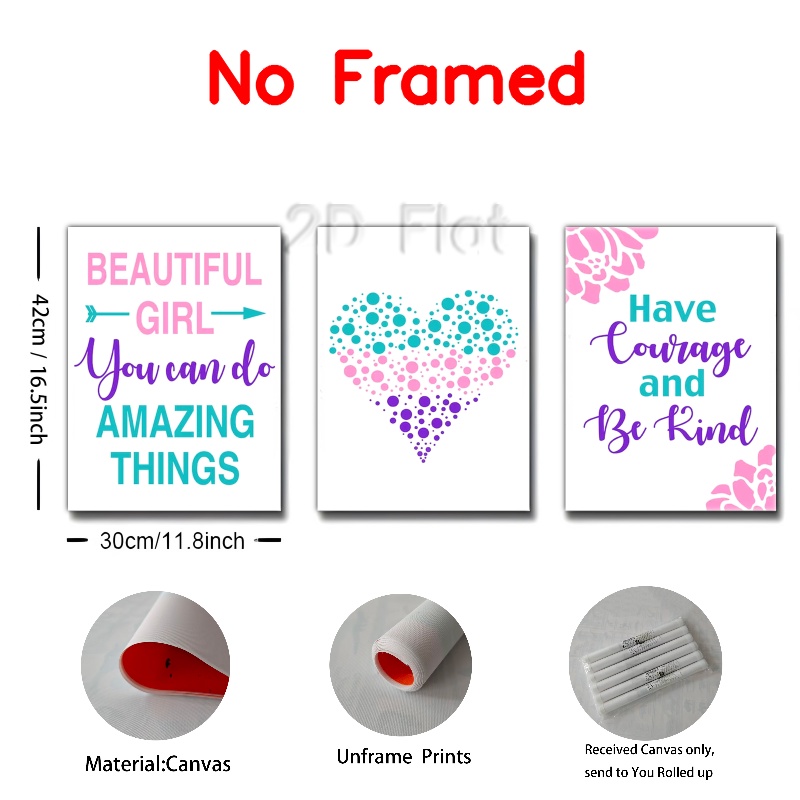 No Framed
2D Flat
BEAUTIFUL
GIRL
You can do
AMAZING
THINGS
Have
Courage
and
Be Kind
42cm / 16.5inch
30cm/11.8inch
Material:Canvas
Unframe Prints
Received Canvas only,
send to You Rolled up